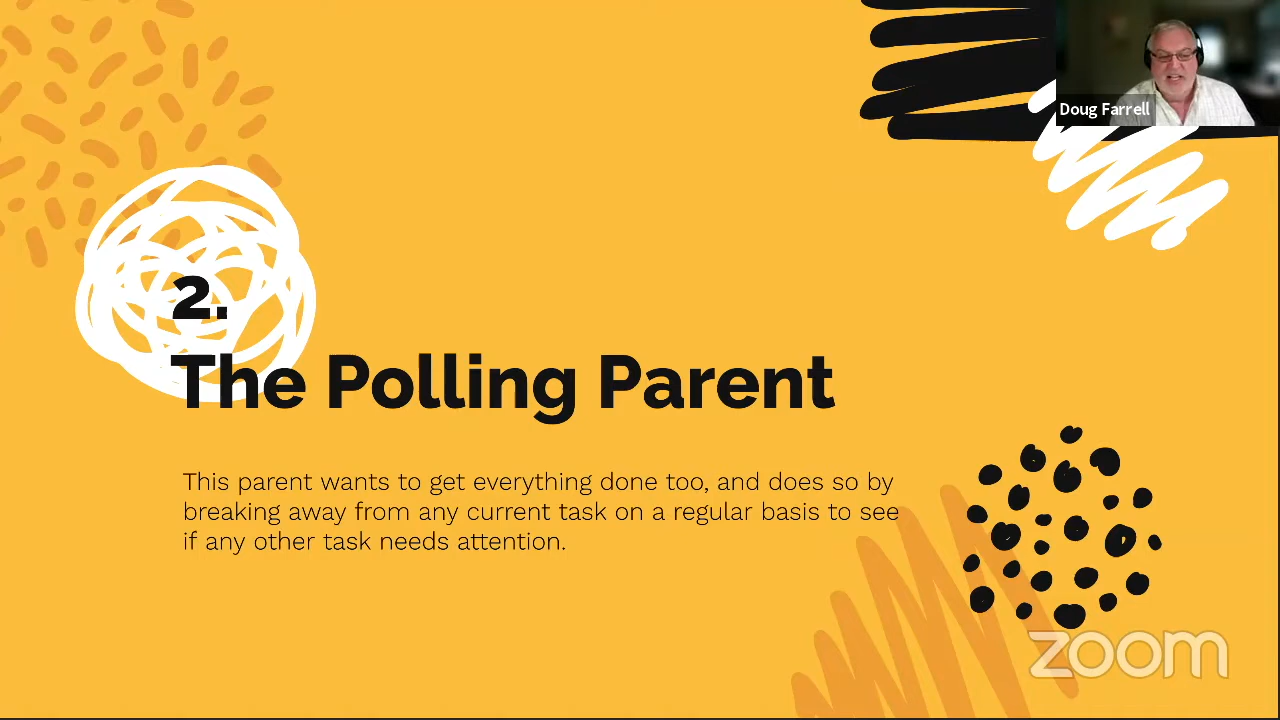 Doug Farrell
2.
The Polling Parent
This parent wants to get everything done too, and does so by
breaking away from any current task on a regular basis to see
if any other task needs attention.
zoom